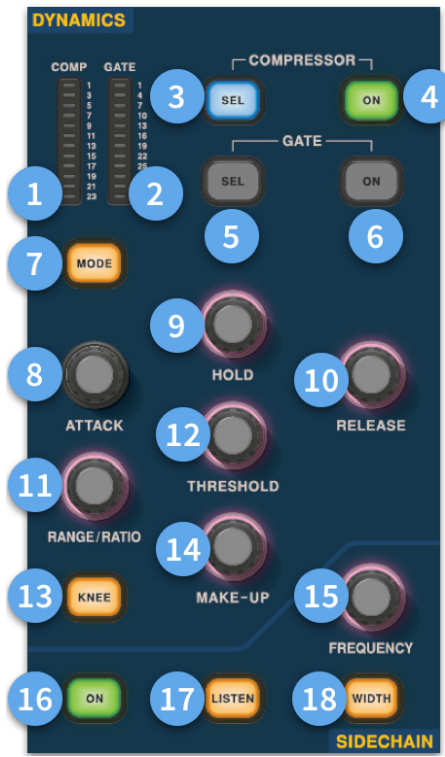 DYNAMICS
COMP GATE
COMPRESSOR
1 1
3 4
5 7
7 10
9 13
11 16
13 19
15 22
17 25
19
21
23
1
2
3
SEL
ON
4
GATE
SEL
ON
5
6
7
MODE
8
ATTACK
9
HOLD
10
RELEASE
11
RANGE/RATIO
12
THRESHOLD
13
KNEE
14
MAKE-UP
15
FREQUENCY
16
ON
17
LISTEN
18
WIDTH
SIDECHAIN